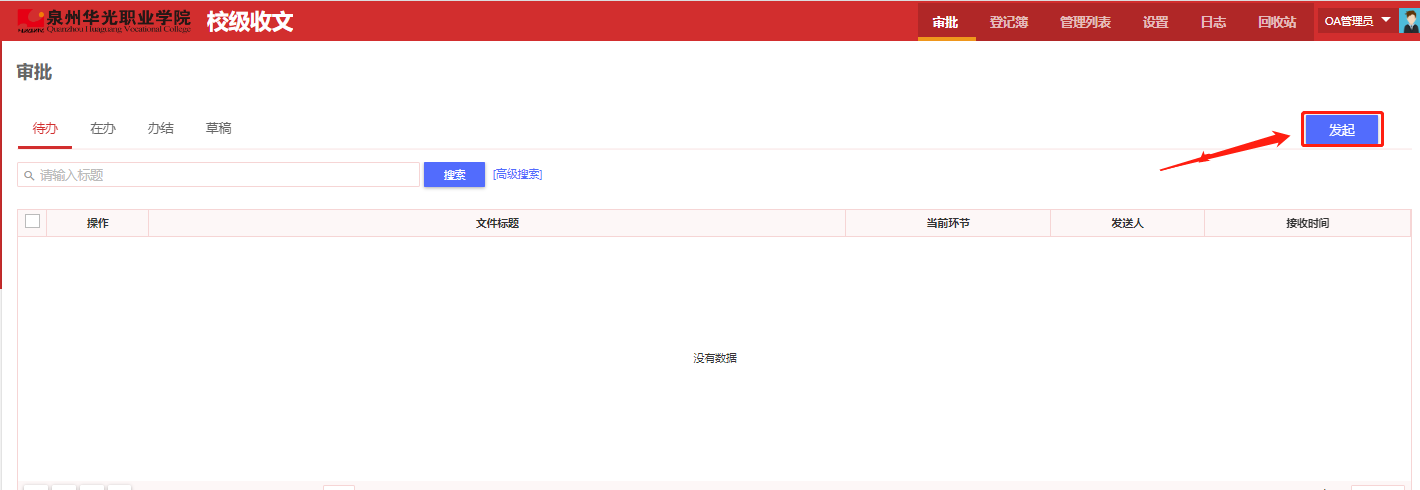 泉州华光职业学院
Quanzhou Huaguang Vocational College
校级收文
审批 登记簿 管理列表 设置 日志 回收站 OA管理员
审批
待办 在办 办结 草稿 发起
请输入标题 搜索 [高级搜索]
操作 文件标题 当前环节 发送人 接收时间
没有数据